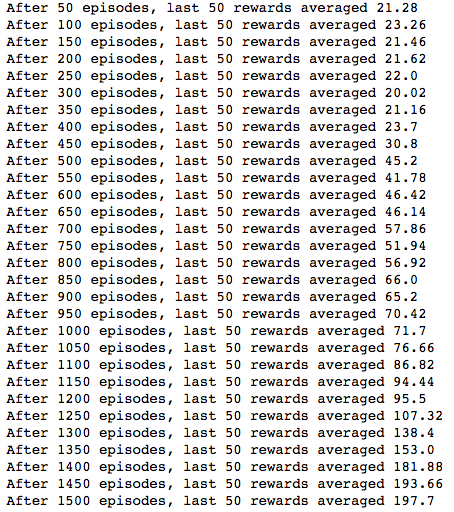 After 50 episodes, last 50 rewards averaged 21.28
After 100 episodes, last 50 rewards averaged 23.26
After 150 episodes, last 50 rewards averaged 21.46
After 200 episodes, last 50 rewards averaged 21.62
After 250 episodes, last 50 rewards averaged 22.0
After 300 episodes, last 50 rewards averaged 20.02
After 350 episodes, last 50 rewards averaged 21.16
After 400 episodes, last 50 rewards averaged 23.7
After 450 episodes, last 50 rewards averaged 30.8
After 500 episodes, last 50 rewards averaged 45.2
After 550 episodes, last 50 rewards averaged 41.78
After 600 episodes, last 50 rewards averaged 46.42
After 650 episodes, last 50 rewards averaged 46.14
After 700 episodes, last 50 rewards averaged 57.86
After 750 episodes, last 50 rewards averaged 51.94
After 800 episodes, last 50 rewards averaged 56.92
After 850 episodes, last 50 rewards averaged 66.0
After 900 episodes, last 50 rewards averaged 65.2
After 950 episodes, last 50 rewards averaged 70.42
After 1000 episodes, last 50 rewards averaged 71.7
After 1050 episodes, last 50 rewards averaged 76.66
After 1100 episodes, last 50 rewards averaged 86.82
After 1150 episodes, last 50 rewards averaged 94.44
After 1200 episodes, last 50 rewards averaged 95.5
After 1250 episodes, last 50 rewards averaged 107.32
After 1300 episodes, last 50 rewards averaged 138.4
After 1350 episodes, last 50 rewards averaged 153.0
After 1400 episodes, last 50 rewards averaged 181.88
After 1450 episodes, last 50 rewards averaged 193.66
After 1500 episodes, last 50 rewards averaged 197.7